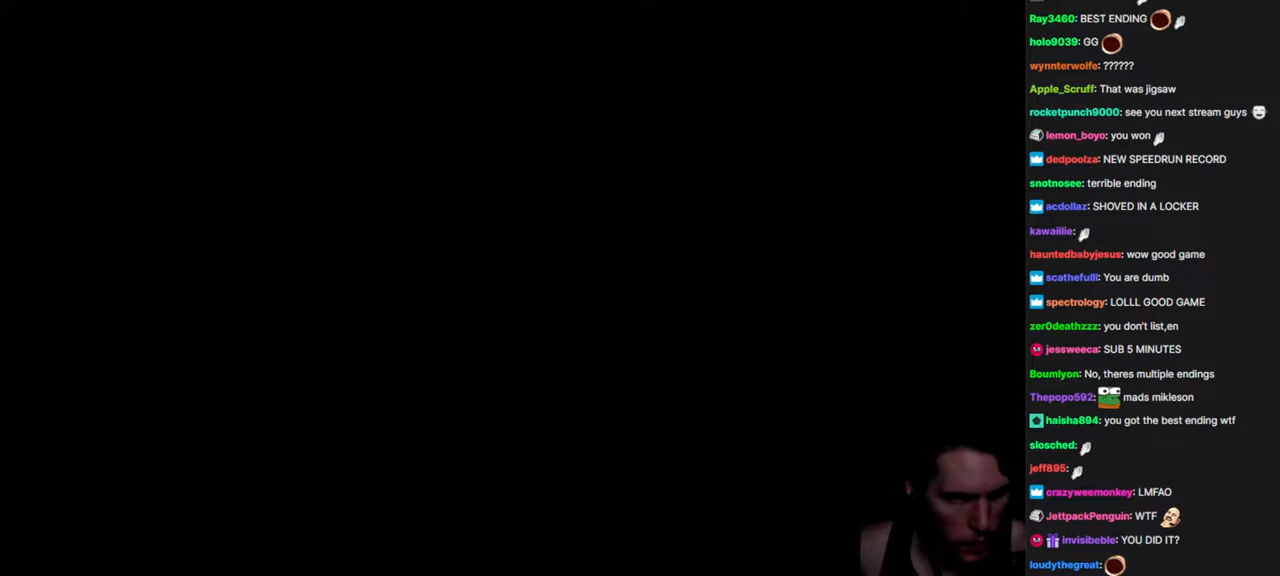 Ray3460: BEST ENDING
holo9039: GG
wynnterwolfe: ??????
Apple_Scruff: That was jigsaw
rocketpunch9000: see you next stream guys
lemon_boyo: you won
dedpoolza: NEW SPEEDRUN RECORD
snotnosee: terrible ending
acdollaz: SHOVED IN A LOCKER
kawaiilie:
hauntedbabyjesus: wow good game
scathefulll: You are dumb
spectrology: LOLLL GOOD GAME
zer0deathzzz: you don't list,en
jessweeca: SUB 5 MINUTES
Boumlyon: No, theres multiple endings
Thepopo592: mads mikleson
haisha894: you got the best ending wtf
slosched:
jeff895:
crazyweemonkey: LMFAO
JettpackPenguin: WTF
invisibeble: YOU DID IT?
loudythegreat: